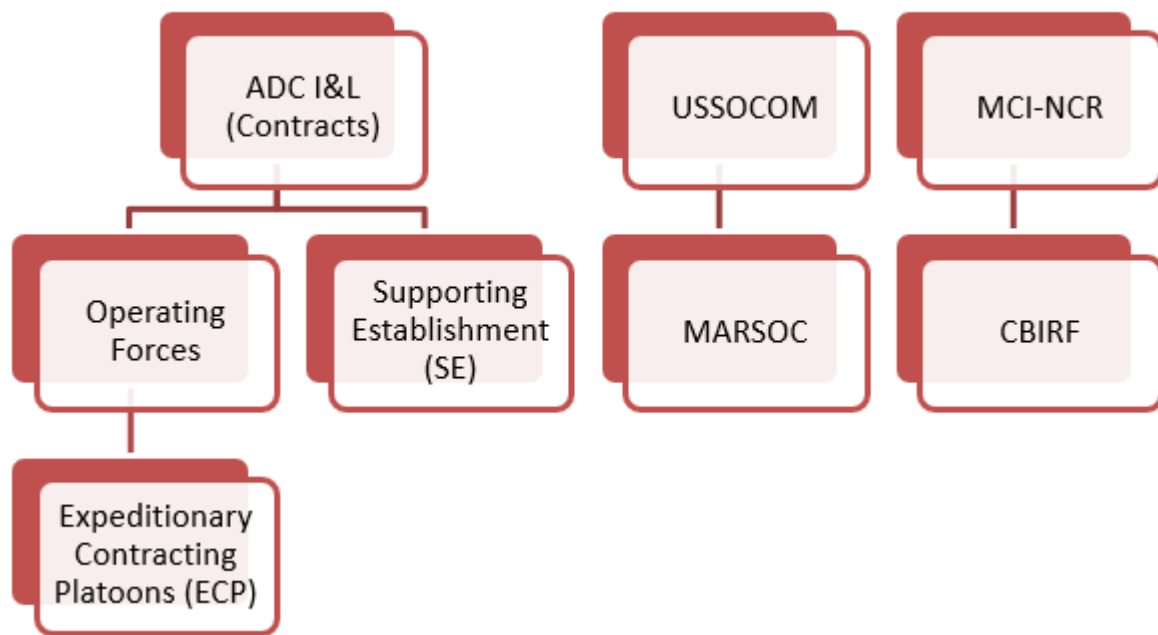 ADC I&L
(Contracts)
USSOCOM
MCI-NCR
Operating
Forces
Supporting
Establishment
(SE)
MARSOC
CBIRF
Expeditionary
Contracting
Platoons (ECP)